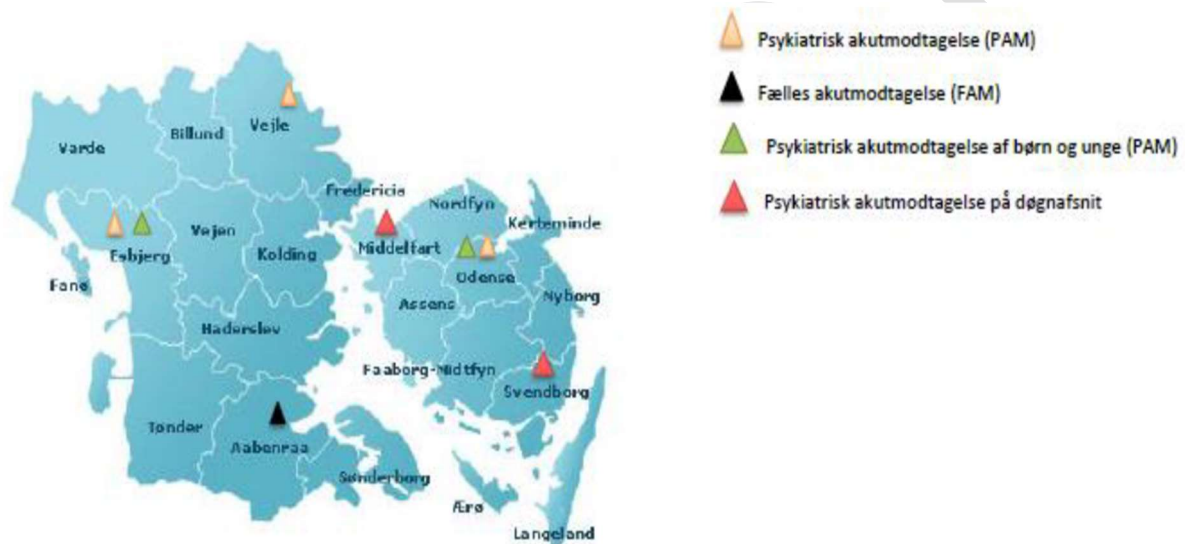 Psykiatrisk akutmodtagelse (PAM)
Fælles akutmodtagelse (FAM)
Psykiatrisk akutmodtagelse af børn og unge (PAM)
Psykiatrisk akutmodtagelse på døgnafsnit
Varde
Billund
Vejle
Fredericia
Nordfyn
Kerteminde
Vejen
Kolding
Middelfart
Esbjerg
Odense
Fanø
Assens
Nyborg
Haderslev
Faaborg-Midtfyn
Svendborg
Tønder
Aabenraa
Sønderborg
Ærø
Langeland